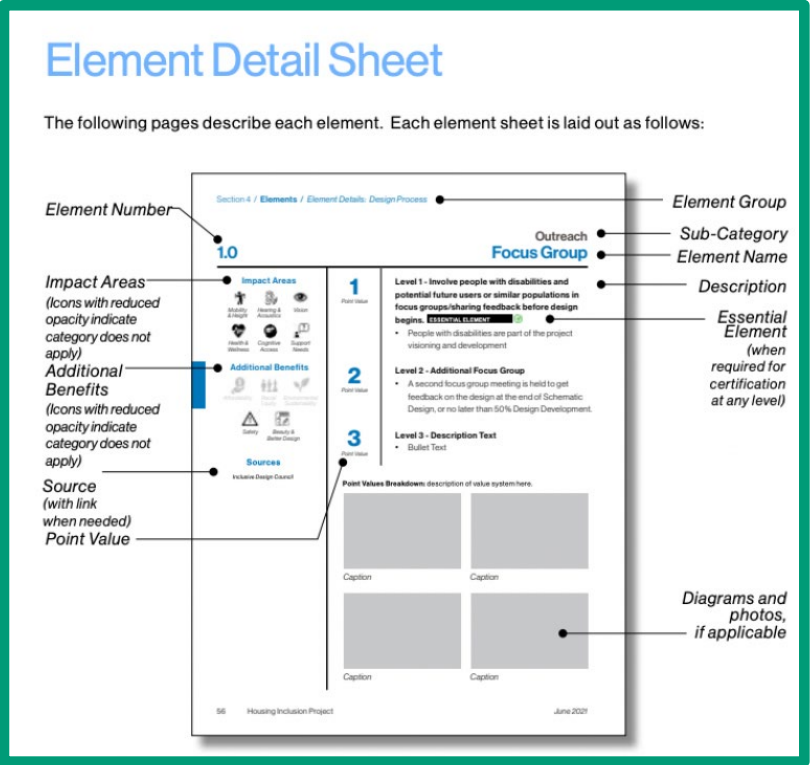 Element Detail Sheet
The following pages describe each element. Each element sheet is laid out as follows:
Element Number
Impact Areas
(Icons with reduced
opacity indicate
category does not
apply)
Additional
Benefits
(Icons with reduced
opacity indicate
category does not
apply)
Source
(with link
when needed)
Point Value
Section 4 / Elements / Element Details: Design Process
1.0
Outreach
Focus Group
Impact Areas
Mobility & Height
Hearing & Acoustics
Vision
Health & Wellness
Cognitive Access
Support Needs
Additional Benefits
Affordability
Social Equity
Environmental Sustainability
Safety
Beauty & Better Design
Sources
Inclusive Design Council
1
Point Value
2
Point Value
3
Point Value
Level 1 - Involve people with disabilities and
potential future users or similar populations in
focus groups/sharing feedback before design
begins. ESSENTIAL ELEMENT
• People with disabilities are part of the project
visioning and development
Level 2 - Additional Focus Group
• A second focus group meeting is held to get
feedback on the design at the end of Schematic
Design, or no later than 50% Design Development.
Level 3 - Description Text
• Bullet Text
Point Values Breakdown: description of value system here.
Caption
Caption
Caption
Caption
56 Housing Inclusion Project
June 2021
Element Group
Sub-Category
Element Name
Description
Essential
Element
(when
required for
certification
at any level)
Diagrams and
photos,
if applicable